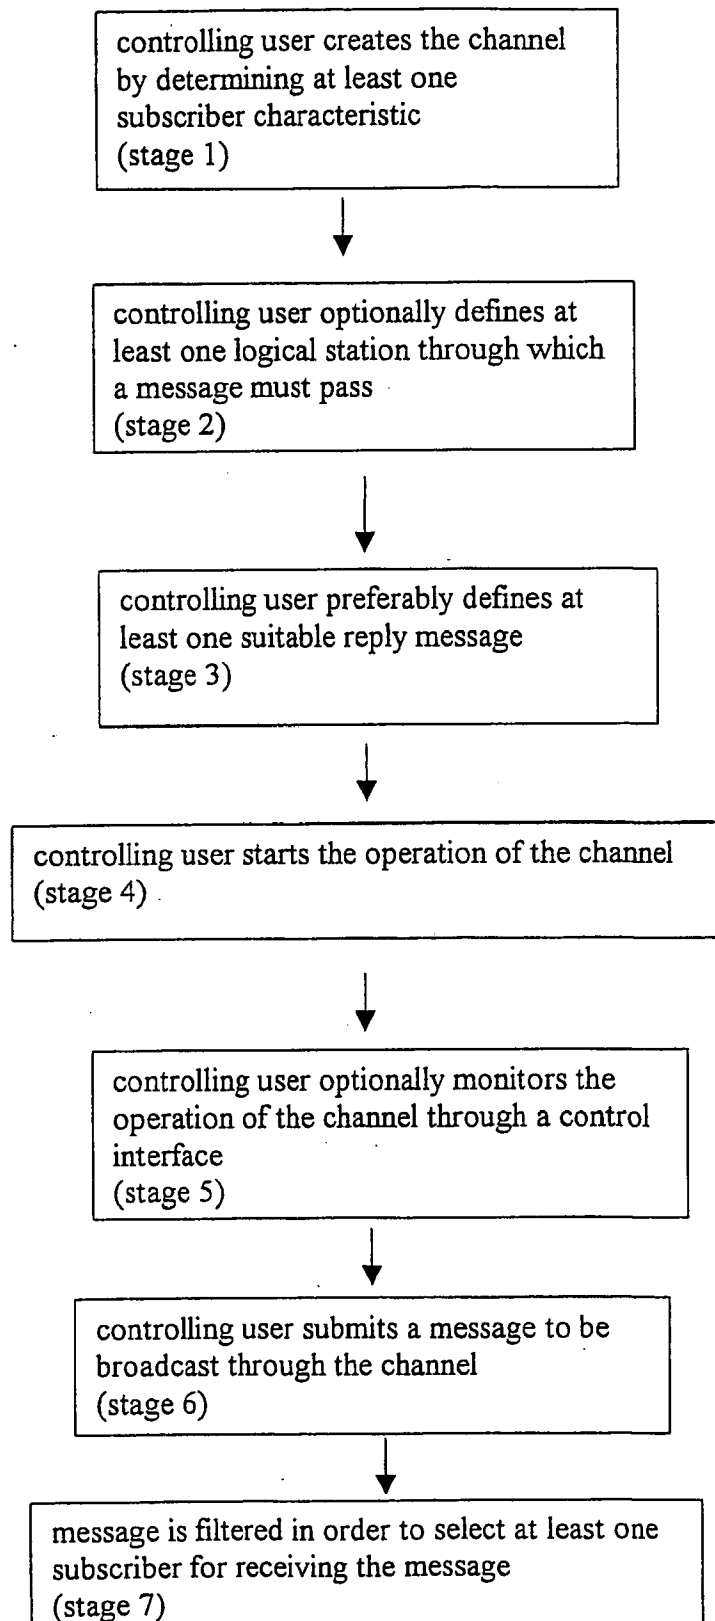 controlling user creates the channel
by determining at least one
subscriber characteristic
(stage 1)
controlling user optionally defines at
least one logical station through which
a message must pass
(stage 2)
controlling user preferably defines at
least one suitable reply message
(stage 3)
controlling user starts the operation of the channel
(stage 4)
controlling user optionally monitors the
operation of the channel through a control
interface
(stage 5)
controlling user submits a message to be
broadcast through the channel
(stage 6)
message is filtered in order to select at least one
subscriber for receiving the message
(stage 7)